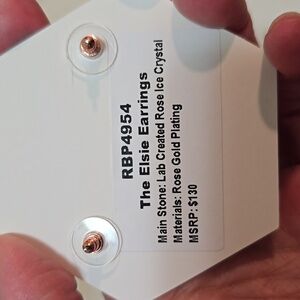 RBP4954
The Elsie Earrings
Main Stone: Lab Created Rose Ice Crystal
Materials: Rose Gold Plating
MSRP: $130